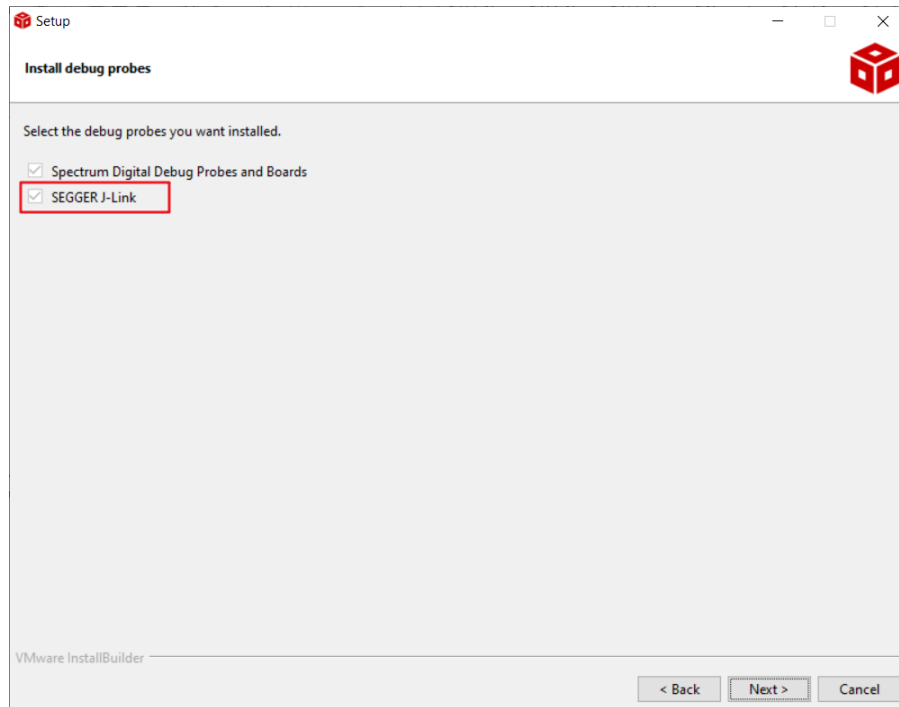 Setup
Install debug probes
Select the debug probes you want installed.
Spectrum Digital Debug Probes and Boards
SEGGER J-Link
VMware InstallBuilder
< Back Next > Cancel